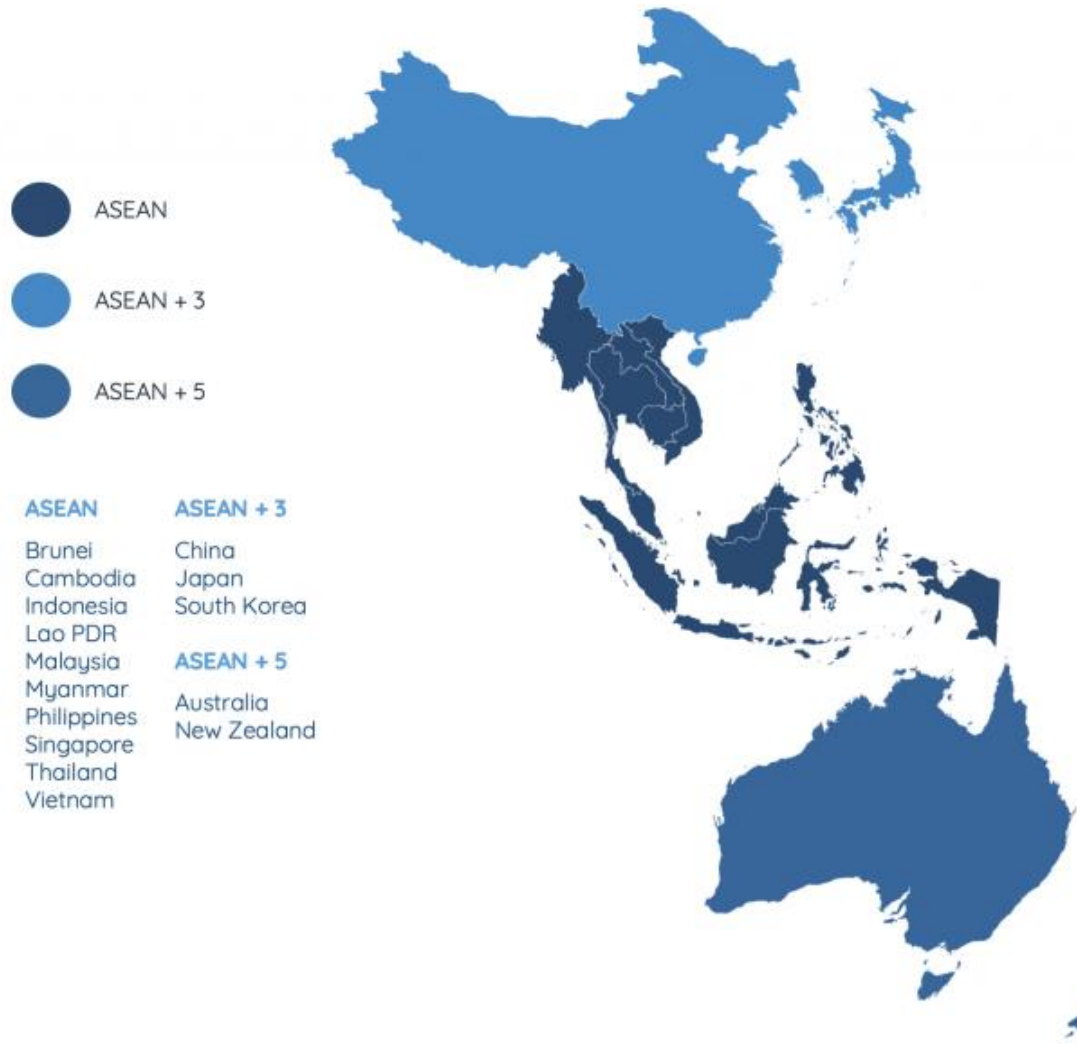 ASEAN
ASEAN + 3
ASEAN + 5
ASEAN
Brunei
Cambodia
Indonesia
Lao PDR
Malaysia
Myanmar
Philippines
Singapore
Thailand
Vietnam
ASEAN + 3
China
Japan
South Korea
ASEAN + 5
Australia
New Zealand